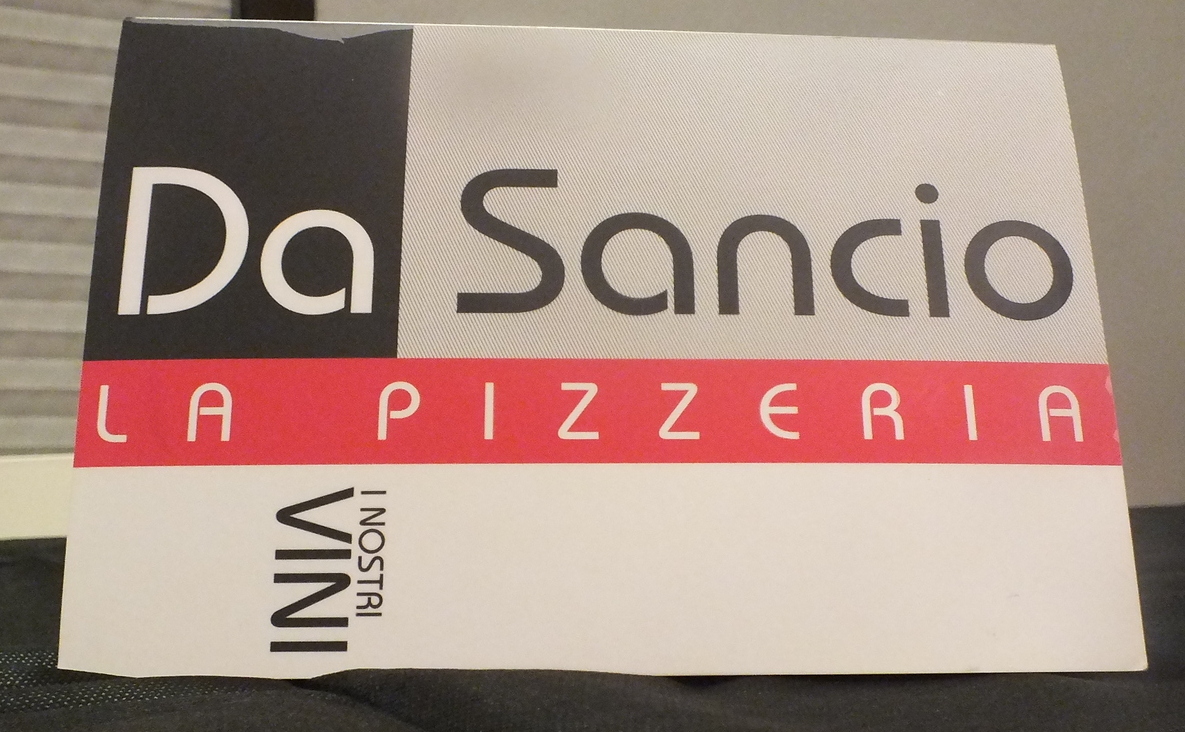 Da Sancio
LA PIZZERIA
I NOSTRI
VINI